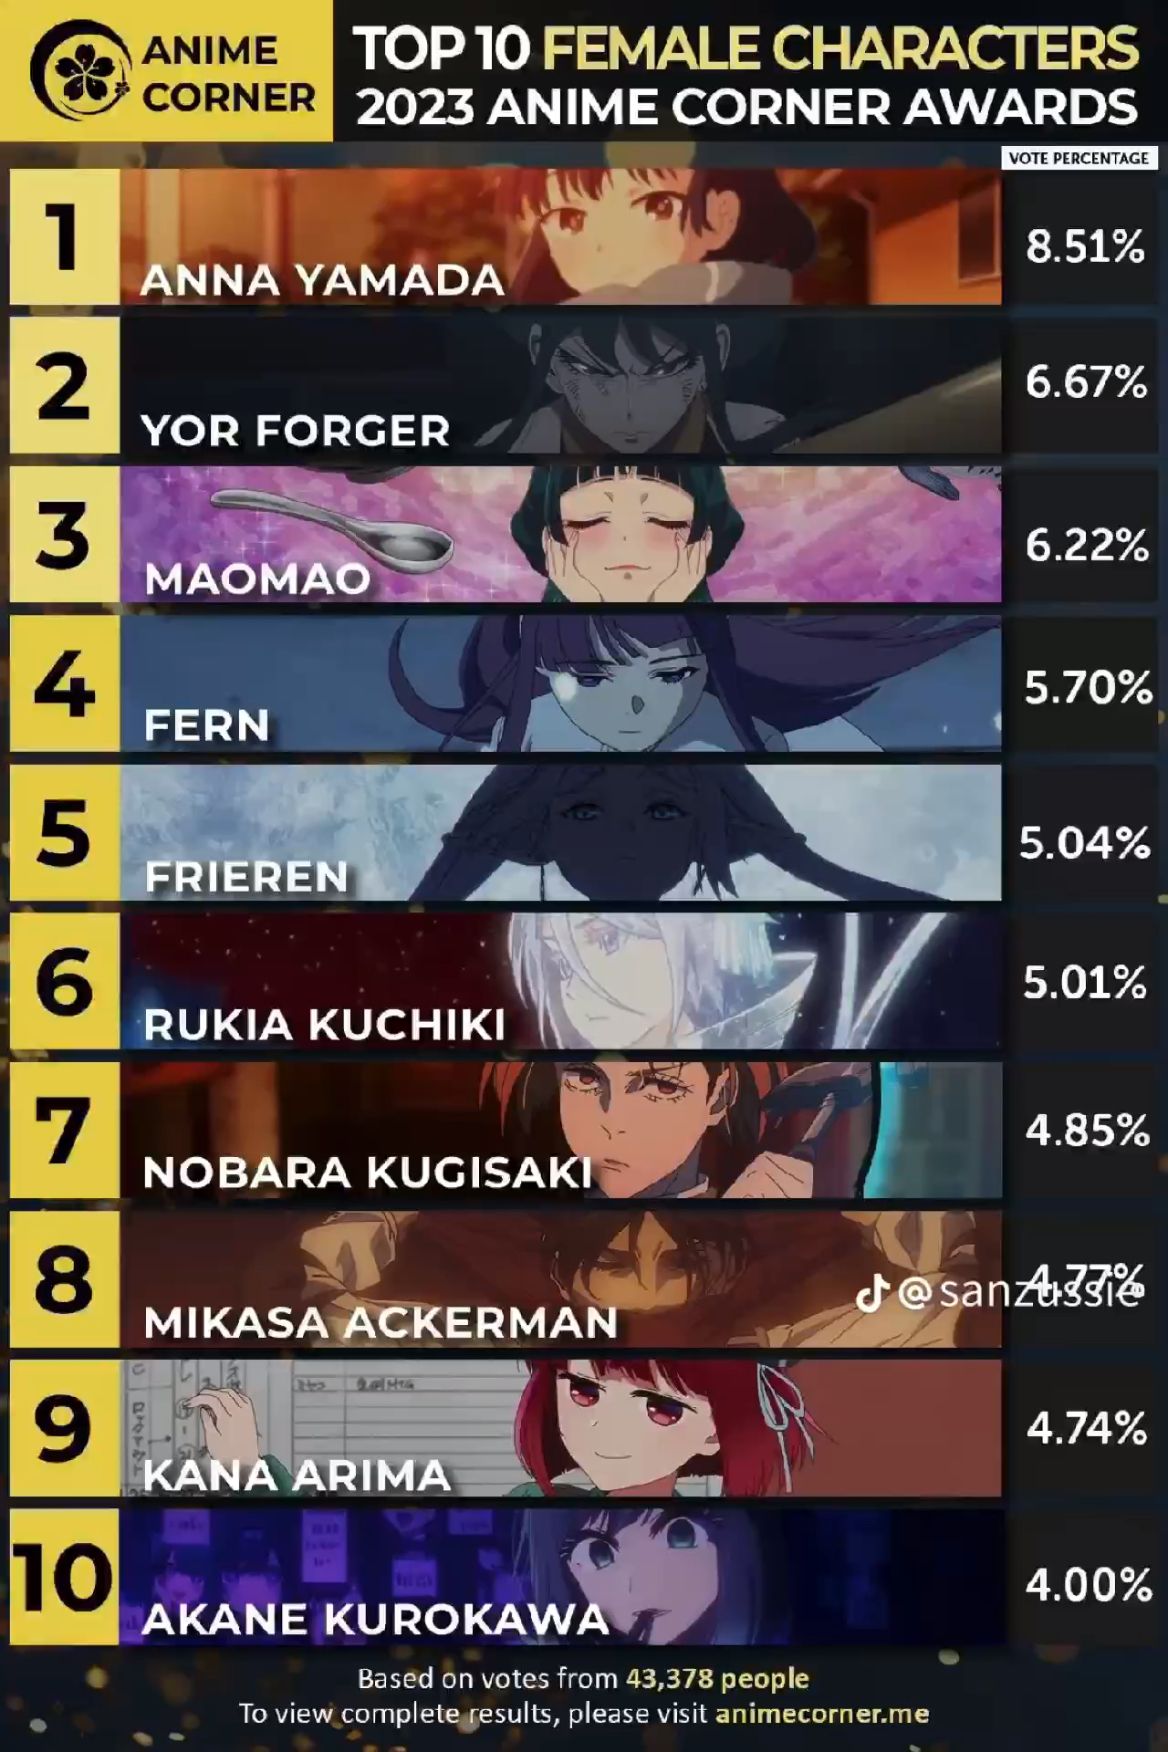 ANIME
CORNER
TOP 10 FEMALE CHARACTERS
2023 ANIME CORNER AWARDS
VOTE PERCENTAGE
1
ANNA YAMADA
8.51%
2
YOR FORGER
6.67%
3
MAOMAO
6.22%
4
FERN
5.70%
5
FRIEREN
5.04%
6
RUKIA KUCHIKI
5.01%
7
NOBARA KUGISAKI
4.85%
8
MIKASA ACKERMAN
4.77%
@sanzussie
9
KANA ARIMA
4.74%
10
AKANE KUROKAWA
4.00%
Based on votes from 43,378 people
To view complete results, please visit animecorner.me